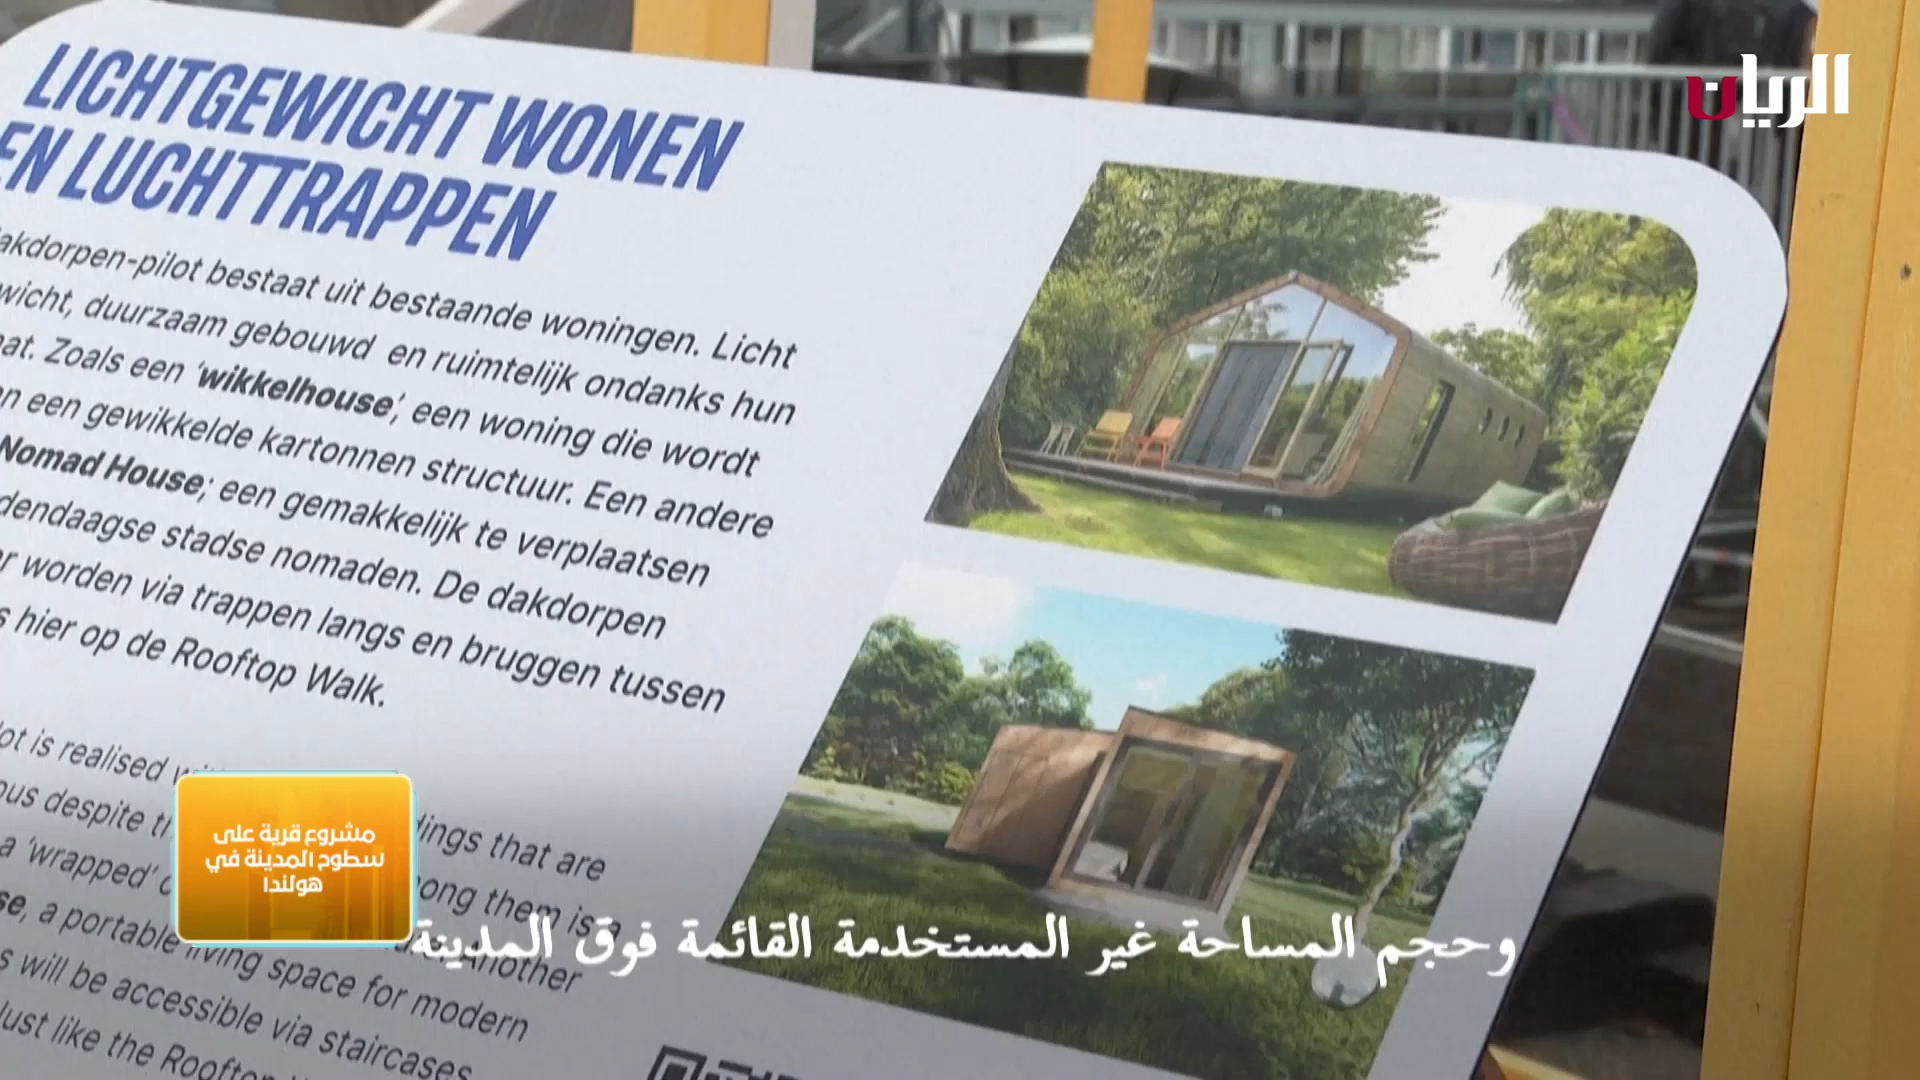 الريان
LICHTGEWICHT WONEN
EN LUCHTTRAPPEN
akdorpen-pilot bestaat uit bestaande woningen. Licht
wicht, duurzaam gebouwd en ruimtelijk ondanks hun
at. Zoals een 'wikkelhouse', een woning die wordt
n een gewikkelde kartonnen structuur. Een andere
Nomad House; een gemakkelijk te verplaatsen
dendaagse stadse nomaden. De dakdorpen
r worden via trappen langs en bruggen tussen
s hier op de Rooftop Walk.
ot is realised
ous despite th dings that are
a 'wrapped' c ong them is a
se, a portable living space for modern Another
s will be accessible via staircases
Just like the Rooftop
مشروع قرية على
سطوح المدينة في
هولندا
وحجم المساحة غير المستخدمة القائمة فوق المدينة